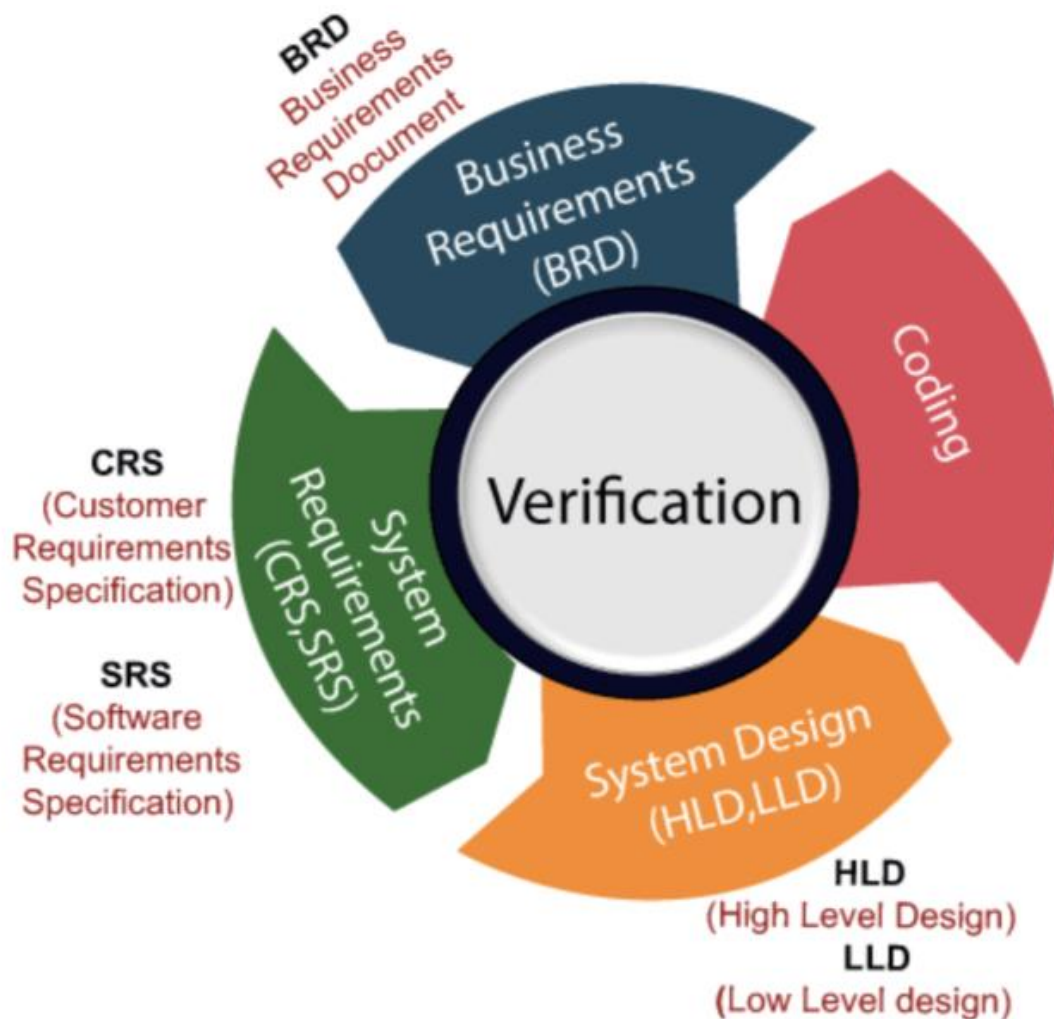 BRD
Business
Requirements
Document
Business
Requirements
(BRD)
Coding
CRS
(Customer
Requirements
Specification)
System
Requirements
(CRS,SRS)
Verification
SRS
(Software
Requirements
Specification)
System Design
(HLD,LLD)
HLD
(High Level Design)
LLD
(Low Level design)